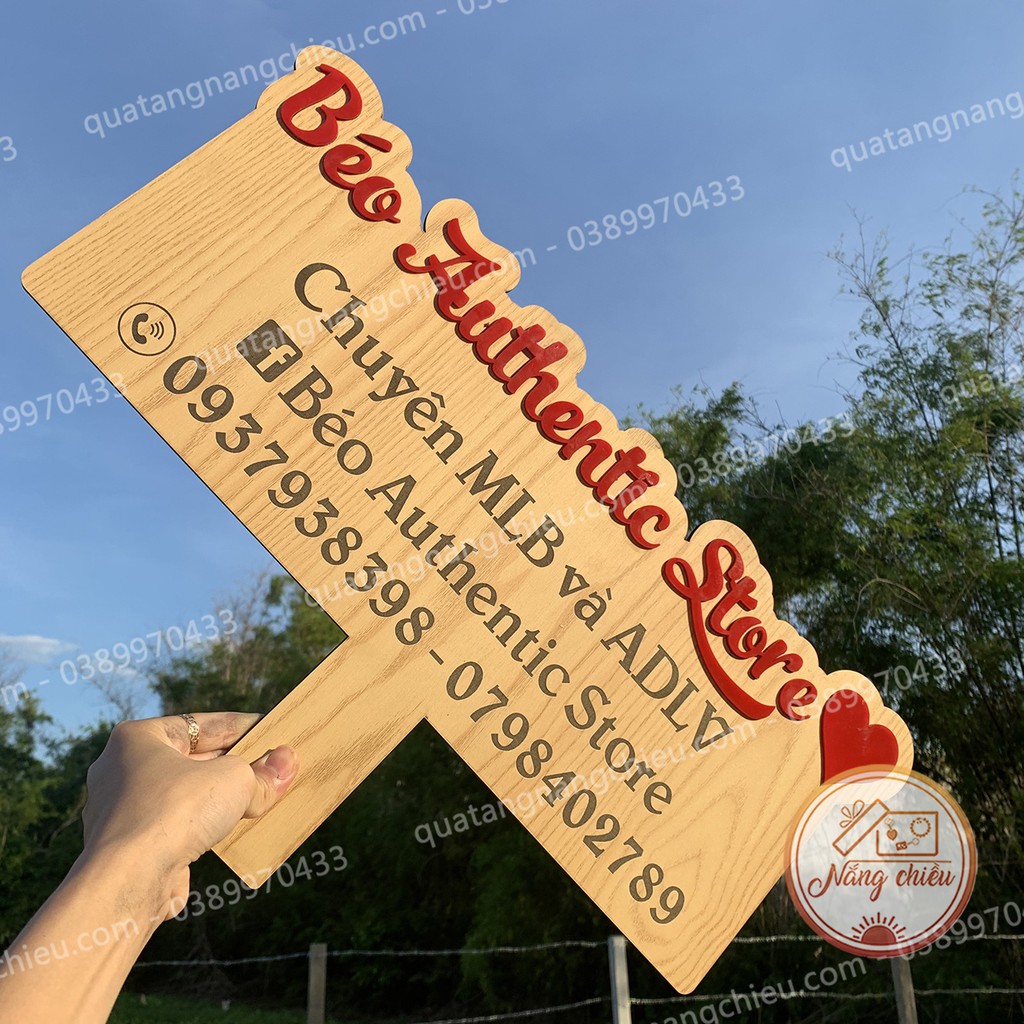 Béo Authentic Store
Chuyên MLB và ADLV
Béo Authentic Store
0937938398 - 0798402789
Nắng chiều
quatangnangchieu.com - 0389970433